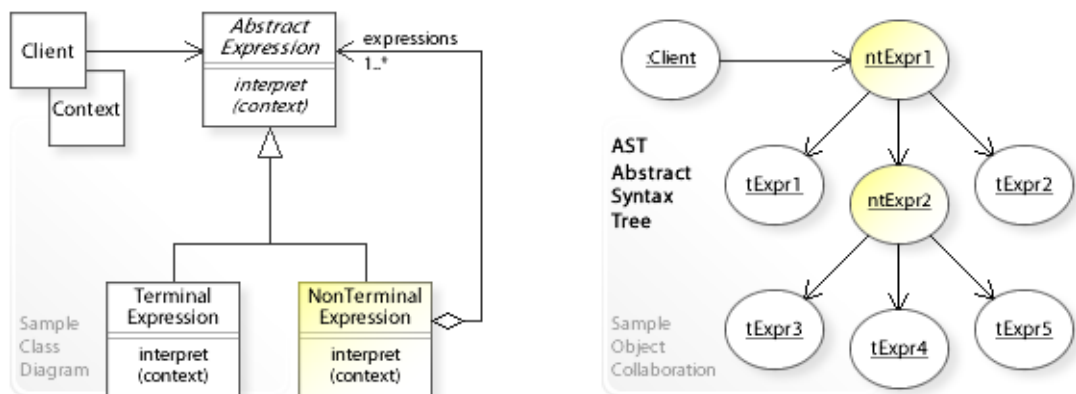 Client
Context
Abstract
Expression
interpret
(context)
expressions
1..*
Terminal
Expression
interpret
(context)
NonTerminal
Expression
interpret
(context)
Sample
Class
Diagram
:Client
ntExpr1
AST
Abstract
Syntax
Tree
tExpr1
ntExpr2
tExpr2
tExpr3
tExpr4
tExpr5
Sample
Object
Collaboration